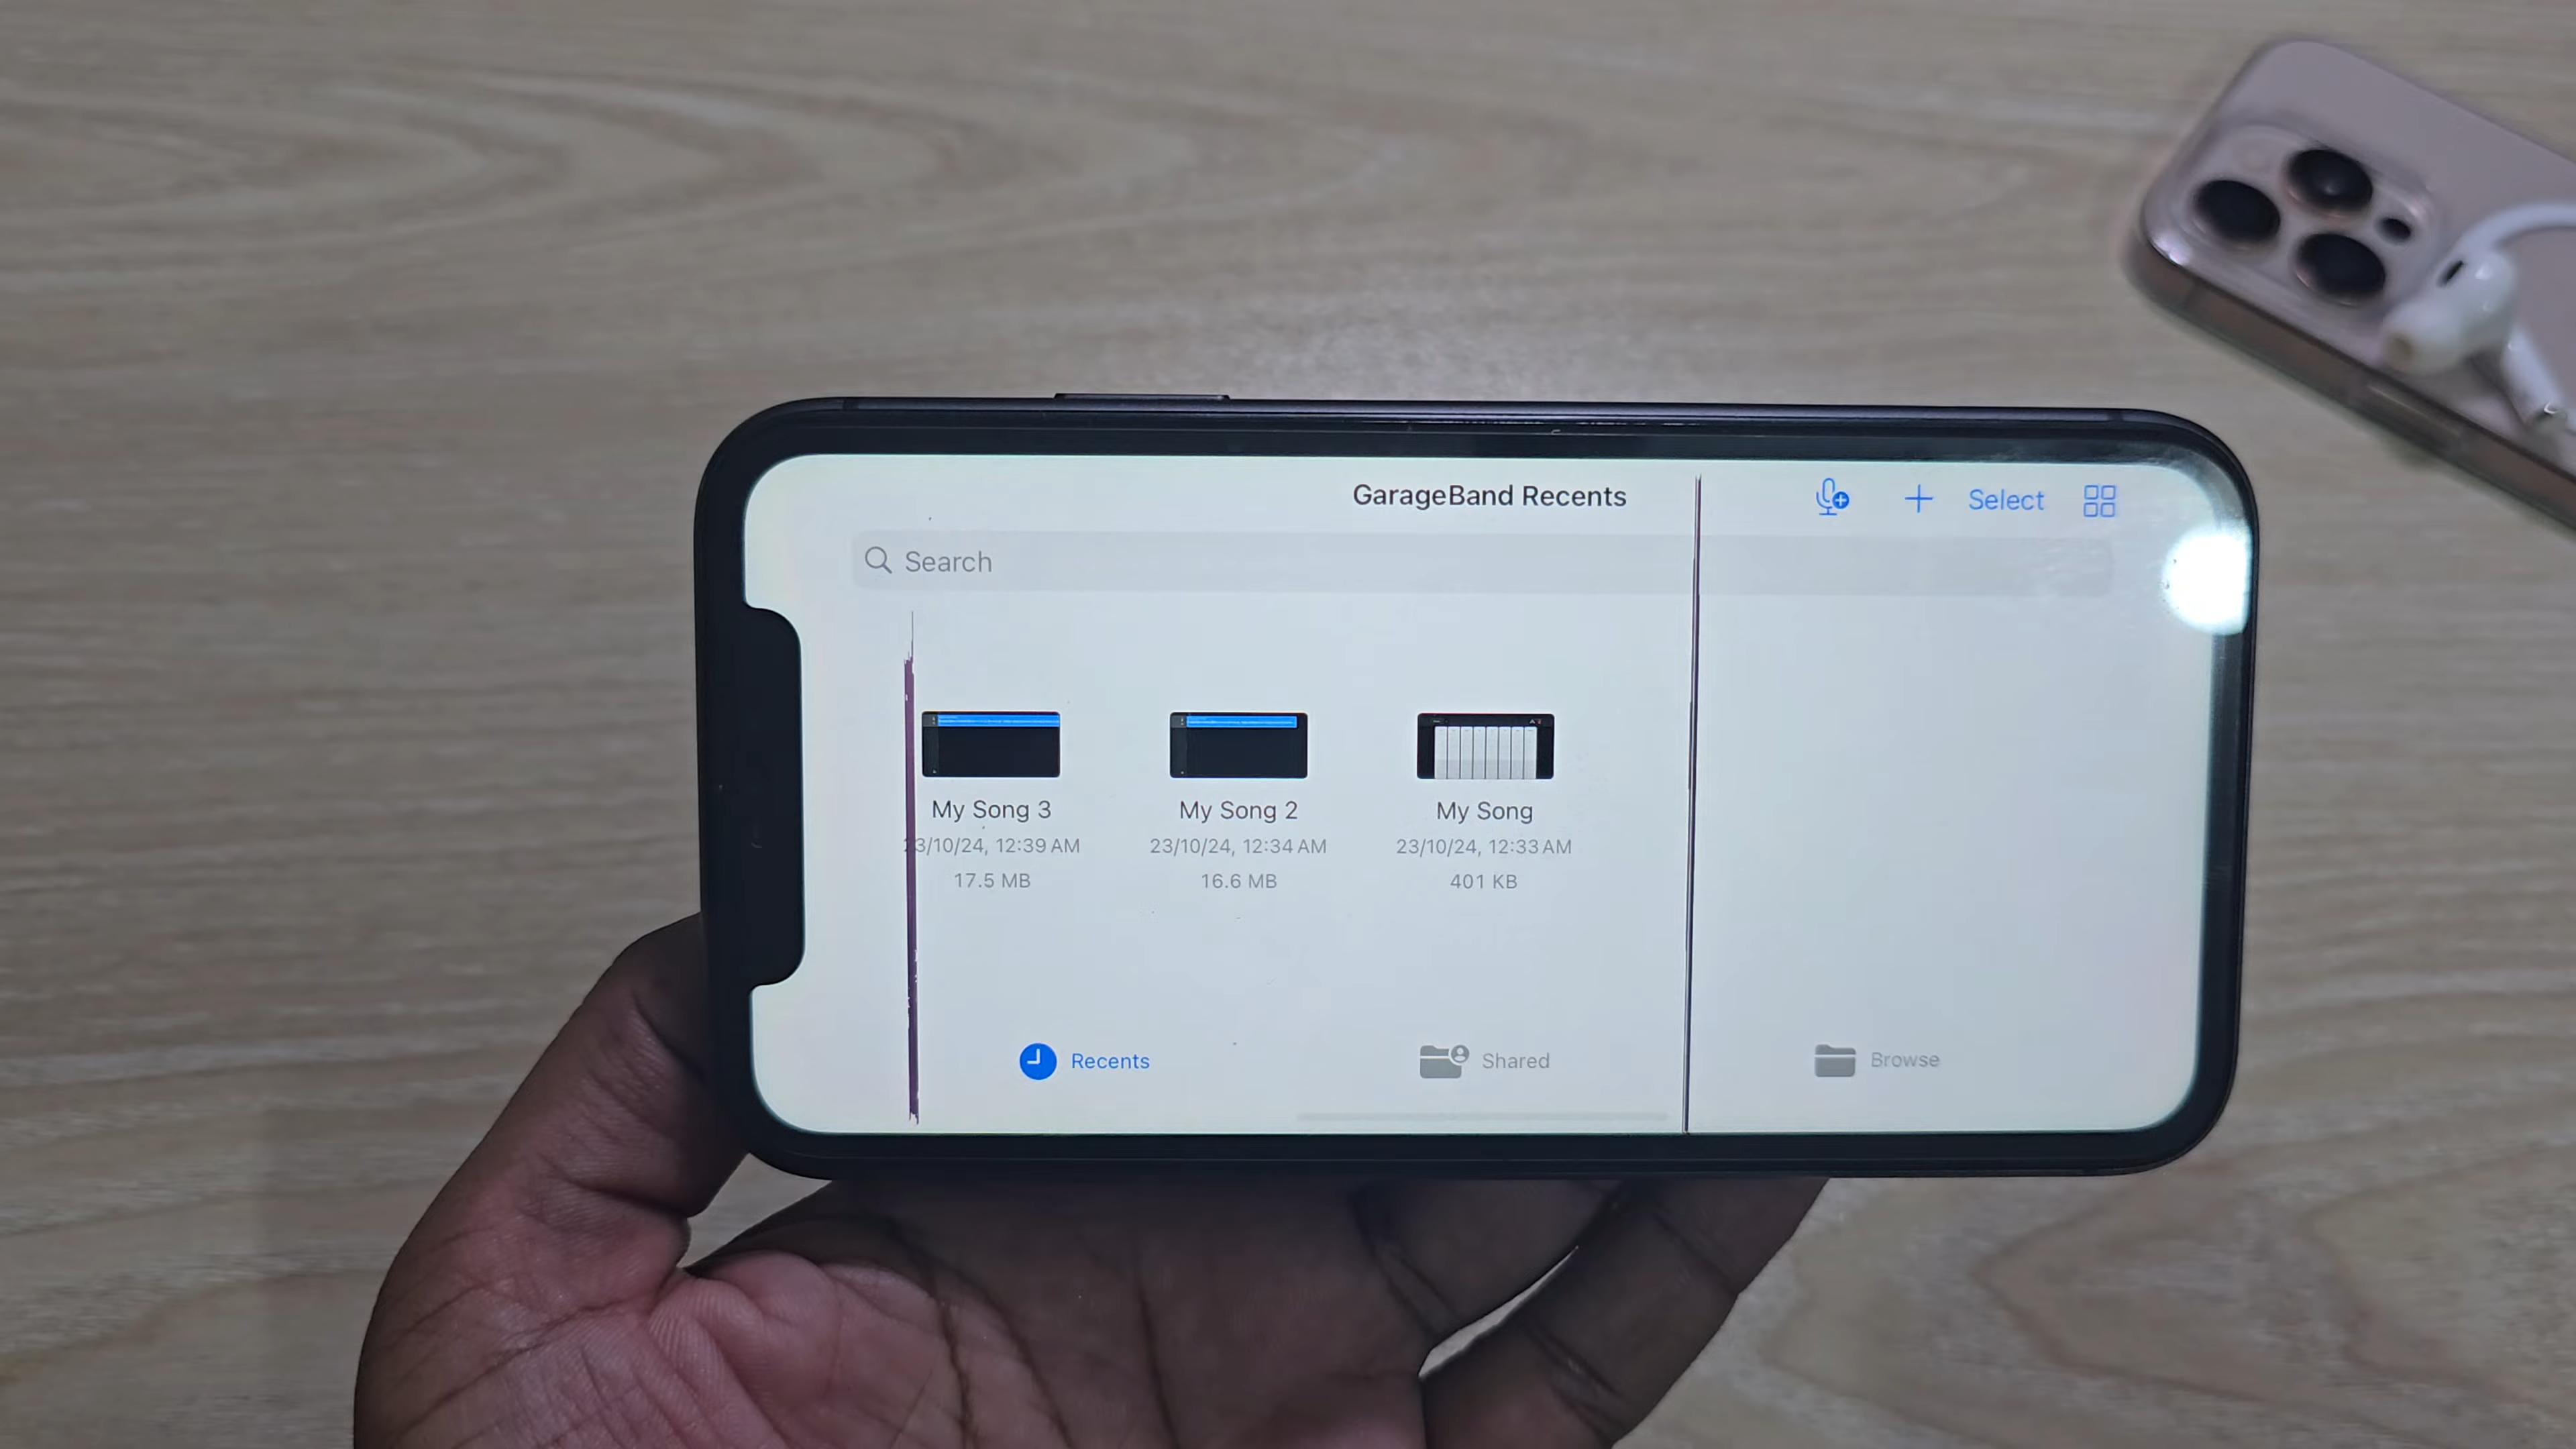 GarageBand Recents
Select
Search
My Song 3
My Song 2
My Song
3/10/24, 12:39 AM
23/10/24, 12:34 AM
23/10/24, 12:33 AM
17.5 MB
16.6 MB
401 KB
Recents
Shared
Browse